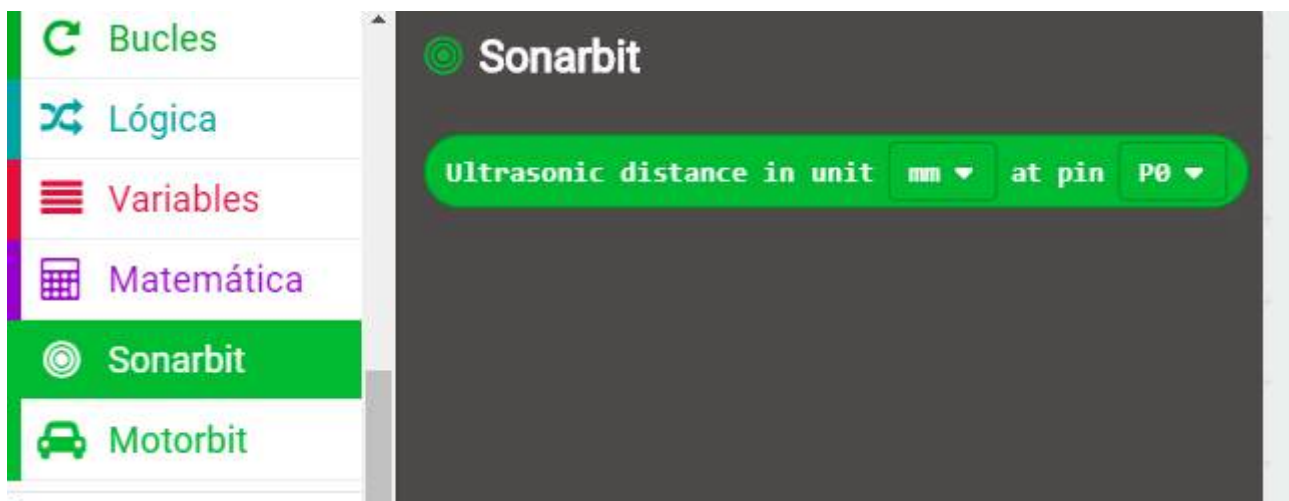 Bucles
Lógica
Variables
Matemática
Sonarbit
Motorbit
Sonarbit
Ultrasonic distance in unit mm at pin P0